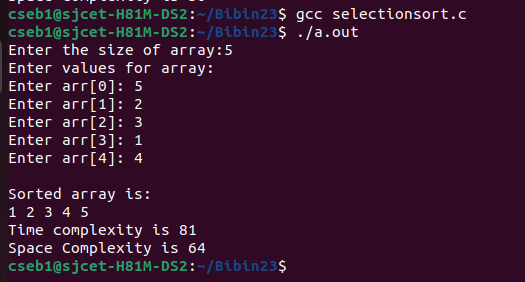 cseb1@sjcet-H81M-DS2:~/Bibin23$ gcc selectionsort.c
cseb1@sjcet-H81M-DS2:~/Bibin23$ ./a.out
Enter the size of array:5
Enter values for array:
Enter arr[0]: 5
Enter arr[1]: 2
Enter arr[2]: 3
Enter arr[3]: 1
Enter arr[4]: 4
Sorted array is:
1 2 3 4 5
Time complexity is 81
Space Complexity is 64
cseb1@sjcet-H81M-DS2:~/Bibin23$